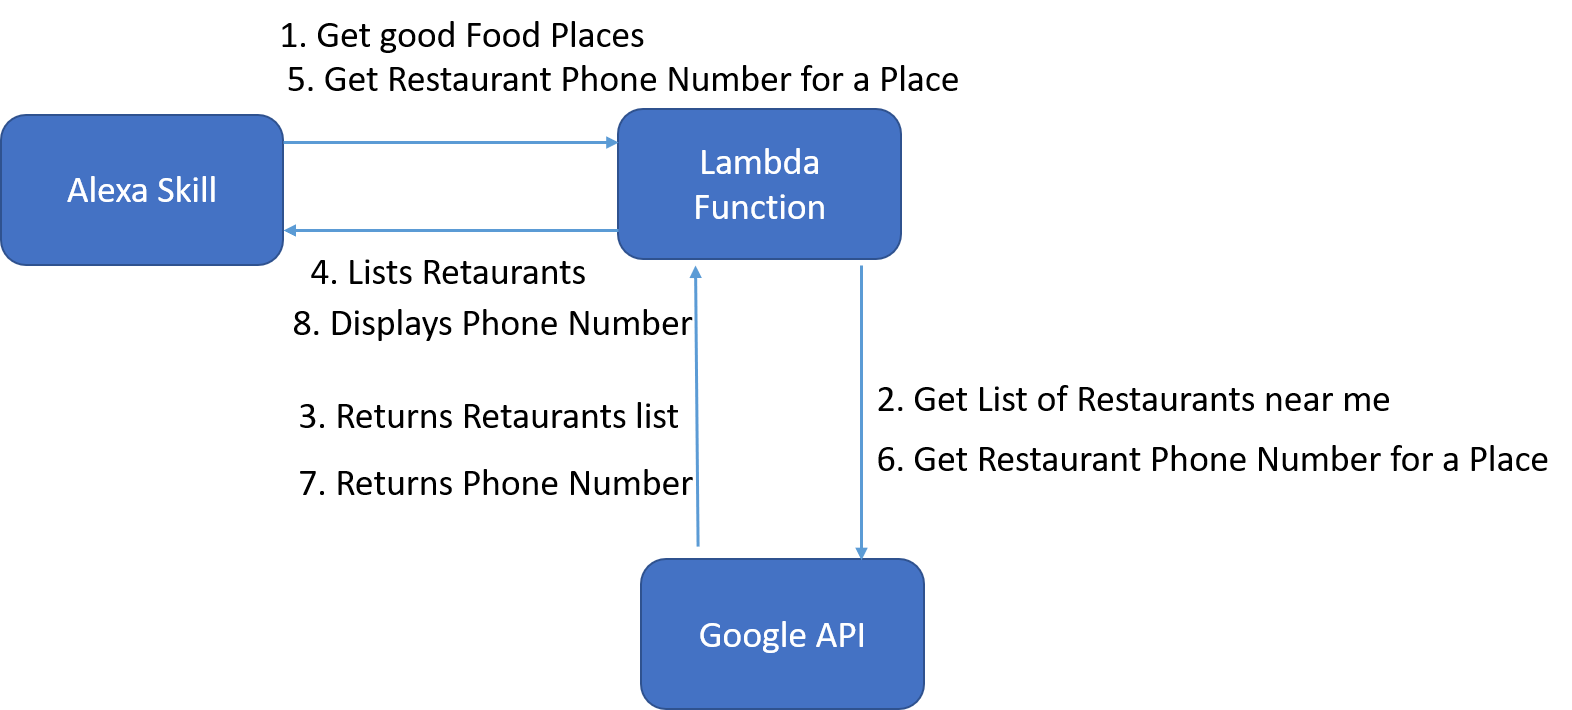 1. Get good Food Places
5. Get Restaurant Phone Number for a Place
Alexa Skill
Lambda
Function
4. Lists Retaurants
8. Displays Phone Number
3. Returns Retaurants list
7. Returns Phone Number
2. Get List of Restaurants near me
6. Get Restaurant Phone Number for a Place
Google API